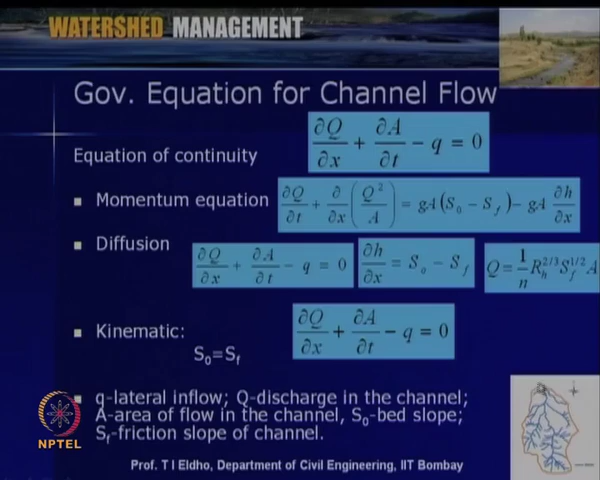 WATERSHED MANAGEMENT
Gov. Equation for Channel Flow
Equation of continuity ∂Q/∂x + ∂A/∂t − q = 0
▪ Momentum equation ∂Q/∂t + ∂/∂x (Q²/A) = gA(S₀ − S_f) − gA ∂h/∂x
▪ Diffusion ∂Q/∂x + ∂A/∂t − q = 0 ∂h/∂x = S₀ − S_f Q = 1/n R_h^{2/3} S_f^{1/2} A
▪ Kinematic: ∂Q/∂x + ∂A/∂t − q = 0
S₀=S_f
▪ q-lateral inflow; Q-discharge in the channel;
A-area of flow in the channel, S₀-bed slope;
S_f-friction slope of channel.
NPTEL
Prof. T I Eldho, Department of Civil Engineering, IIT Bombay